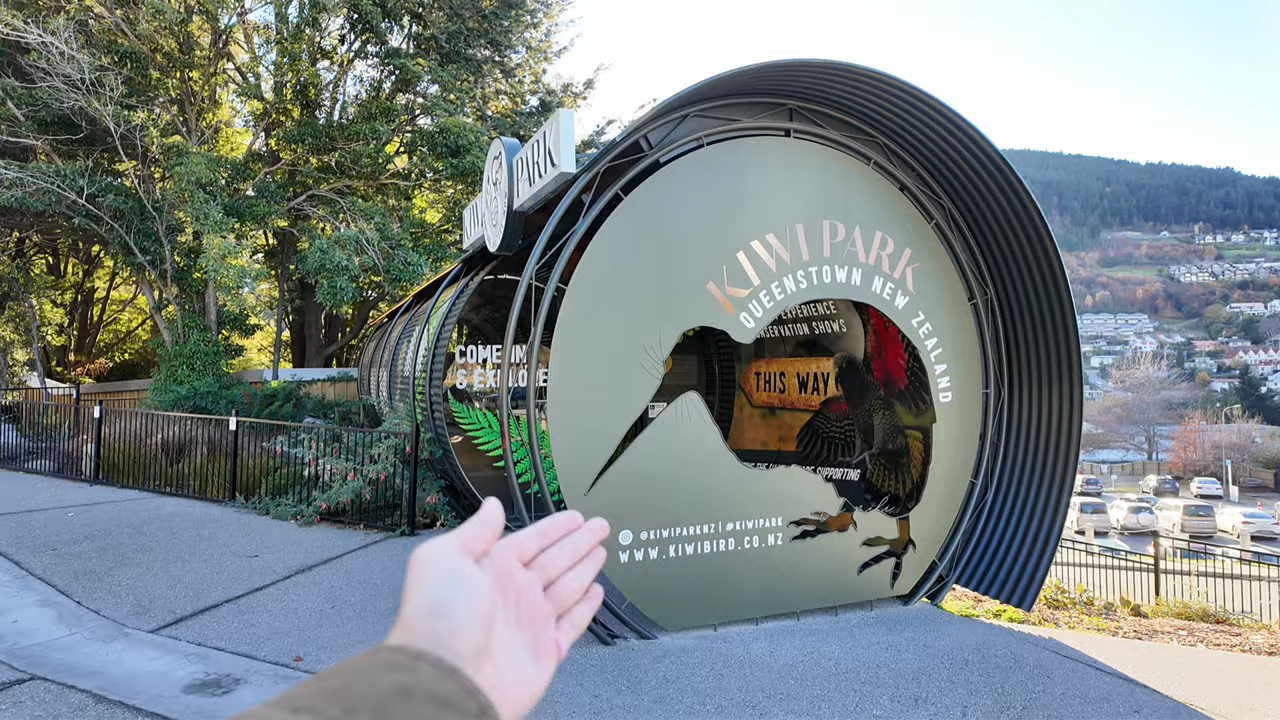 KIWI PARK
KIWI PARK
QUEENSTOWN NEW ZEALAND
EXPERIENCE
CONSERVATION SHOWS
THIS WAY
COME IN
& EXPLORE
SUPPORTING
@KIWIPARKNZ | #KIWIPARK
WWW.KIWIBIRD.CO.NZ